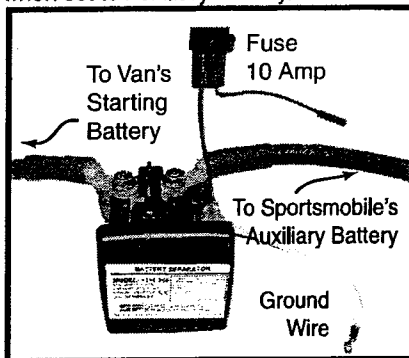 Fuse
10 Amp
To Van's
Starting
Battery
To Sportsmobile's
Auxiliary Battery
BATTERY SEPARATOR
Ground
Wire